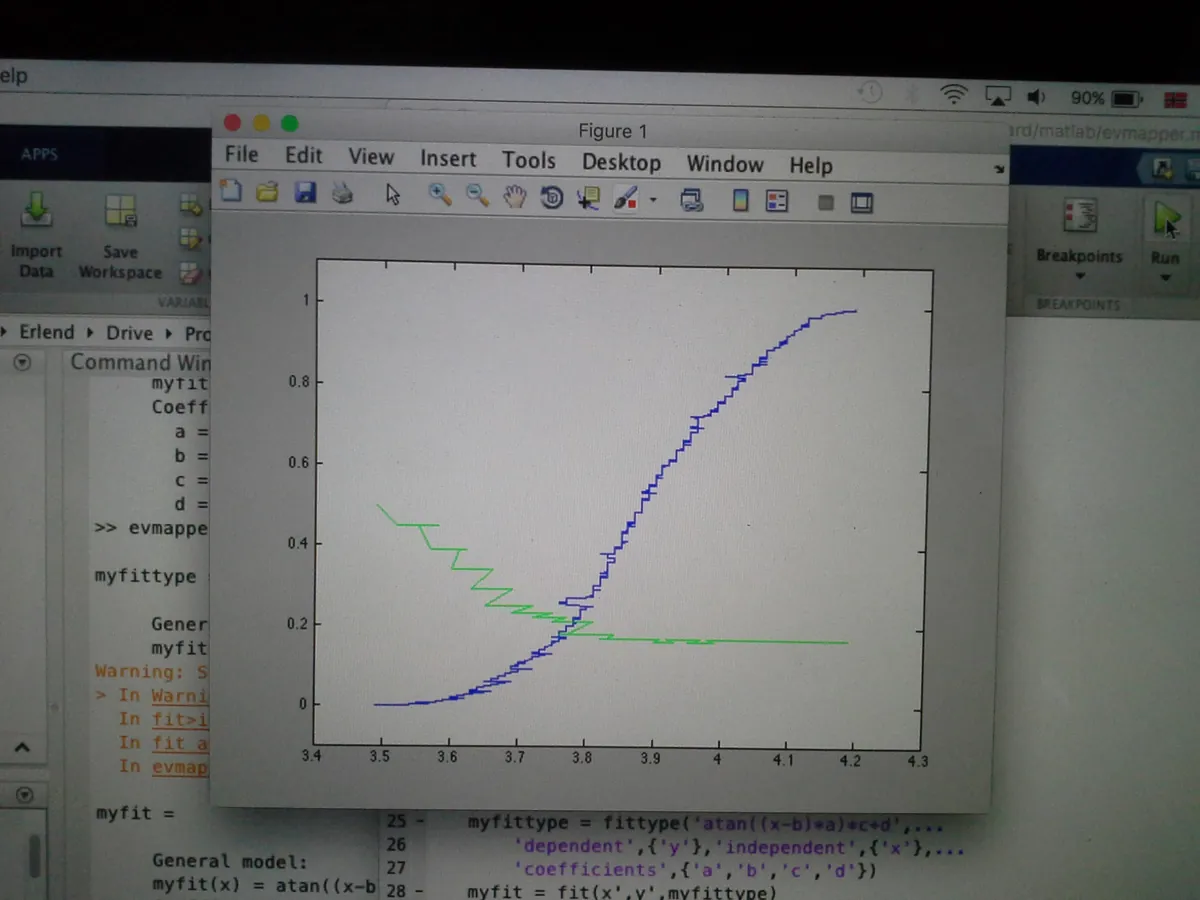 elp
90%
ard/matlab/evmapper.m
Figure 1
APPS
File Edit View Insert Tools Desktop Window Help
Import Data
Save Workspace
Breakpoints
Run
VARIABL
BREAKPOINTS
Erlend Drive Pro
Command Win
myfit
Coeff
a =
b =
c =
d =
>> evmappe
myfittype
Gener
myfit
Warning: S
> In Warni
In fit>i
In fit a
In evmap
myfit =
General model:
myfit(x) = atan((x-b
1
0.8
0.6
0.4
0.2
0
3.4 3.5 3.6 3.7 3.8 3.9 4 4.1 4.2 4.3
25 - myfittype = fittype('atan((x-b)*a)*c+d',...
26 'dependent',{'y'},'independent',{'x'},...
27 'coefficients',{'a','b','c','d'})
28 - myfit = fit(x',y',myfittype)